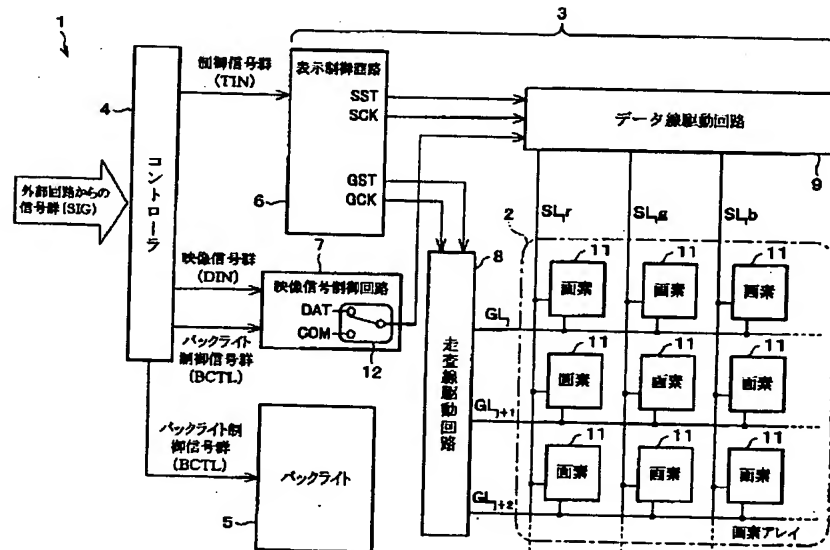 1
3
制御信号群
(TIN)
表示制御回路
SST
SCK
GST
GCK
6
4
コントローラ
外部回路からの
信号群(SIG)
データ線駆動回路
9
映像信号群
(DIN)
7
映像信号制御回路
DAT
COM
12
バックライト
制御信号群
(BCTL)
バックライト制
御信号群
(BCTL)
バックライト
5
8
走査線駆動回路
2
SLir
SLig
SLib
11
11
11
画素
画素
画素
GLj
11
11
11
画素
画素
画素
GLj+1
11
11
11
画素
画素
画素
GLj+2
画素アレイ